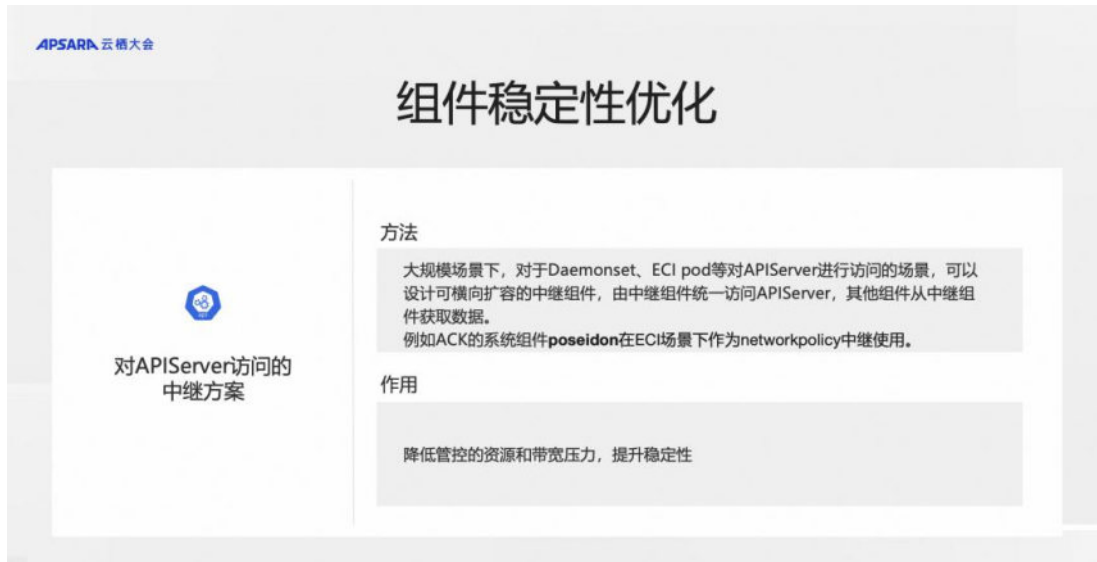 APSARA 云栖大会
组件稳定性优化
对APIServer访问的
中继方案
方法
大规模场景下，对于Daemonset、ECI pod等对APIServer进行访问的场景，可以
设计可横向扩容的中继组件，由中继组件统一访问APIServer，其他组件从中继组
件获取数据。
例如ACK的系统组件poseidon在ECI场景下作为networkpolicy中继使用。
作用
降低管控的资源和带宽压力，提升稳定性